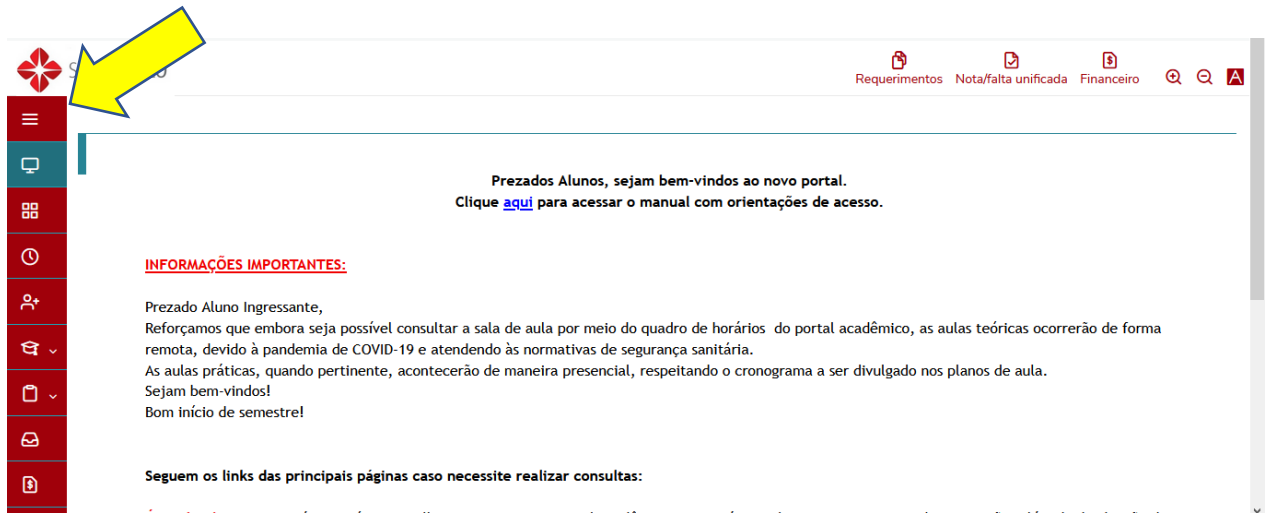 Requerimentos Nota/falta unificada Financeiro A
Prezados Alunos, sejam bem-vindos ao novo portal.
Clique aqui para acessar o manual com orientações de acesso.
INFORMAÇÕES IMPORTANTES:
Prezado Aluno Ingressante,
Reforçamos que embora seja possível consultar a sala de aula por meio do quadro de horários do portal acadêmico, as aulas teóricas ocorrerão de forma
remota, devido à pandemia de COVID-19 e atendendo às normativas de segurança sanitária.
As aulas práticas, quando pertinente, acontecerão de maneira presencial, respeitando o cronograma a ser divulgado nos planos de aula.
Sejam bem-vindos!
Bom início de semestre!
Seguem os links das principais páginas caso necessite realizar consultas: